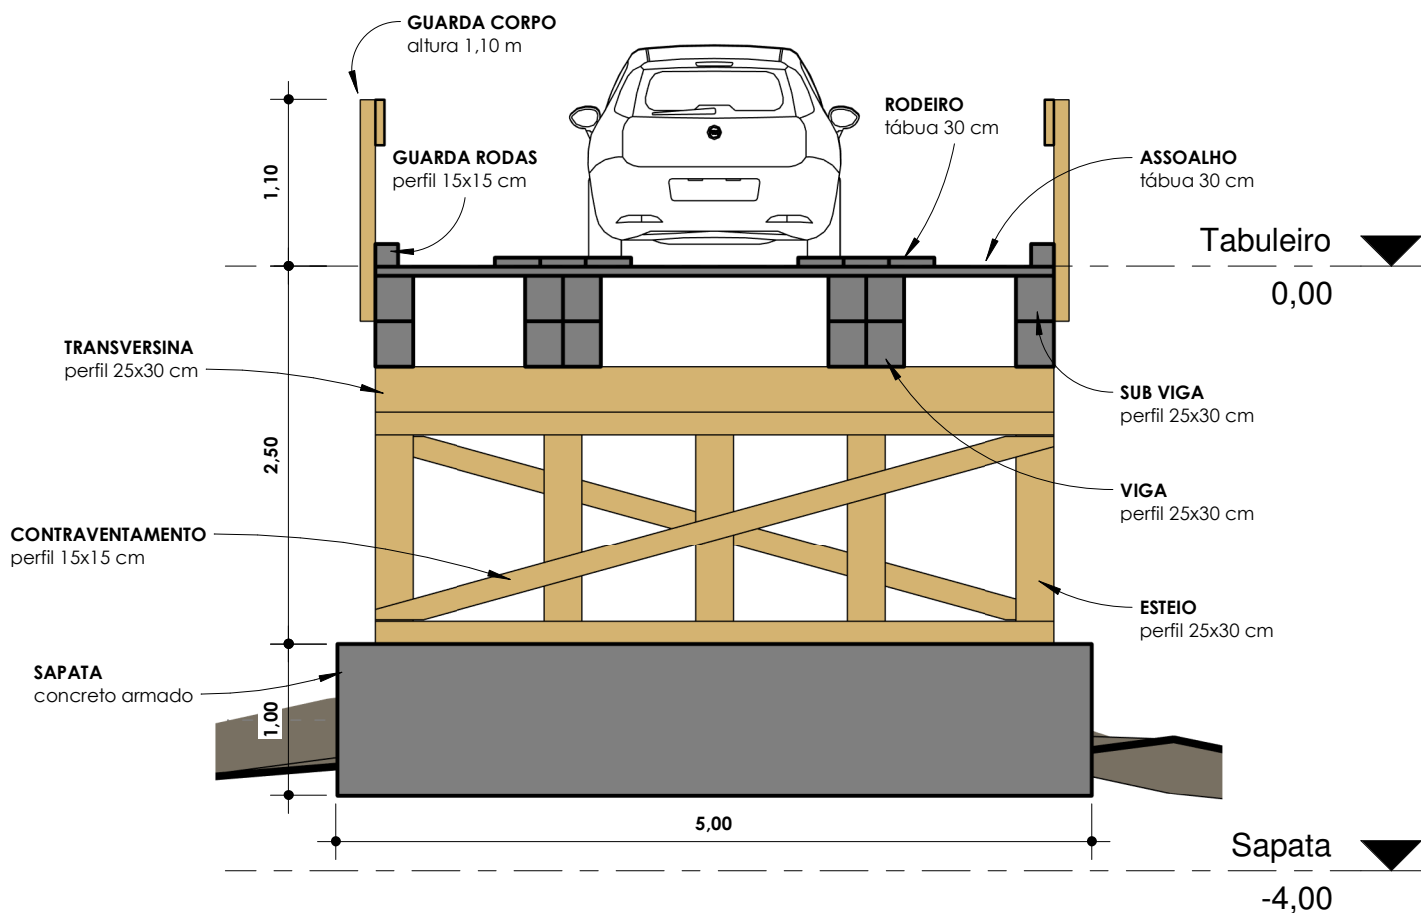 GUARDA CORPO
altura 1,10 m
RODEIRO
tábua 30 cm
GUARDA RODAS
perfil 15x15 cm
ASSOALHO
tábua 30 cm
1,10
Tabuleiro
0,00
TRANSVERSINA
perfil 25x30 cm
SUB VIGA
perfil 25x30 cm
2,50
VIGA
perfil 25x30 cm
CONTRAVENTAMENTO
perfil 15x15 cm
ESTEIO
perfil 25x30 cm
SAPATA
concreto armado
1,00
5,00
Sapata
-4,00